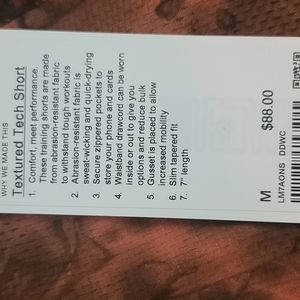 WHY WE MADE THIS
Textured Tech Short
1. Comfort, meet performance.
These training shorts are made
from abrasion-resistant fabric
to withstand tough workouts
2. Abrasion-resistant fabric is
sweat-wicking and quick-drying
3. Secure zippered pockets to
store your phone and cards
4. Waistband drawcord can be worn
inside or out to give you
options and reduce bulk
5. Gusset is placed to allow
increased mobility
6. Slim tapered fit
7. 7" length
M
$88.00
LM7AONS
DDWC